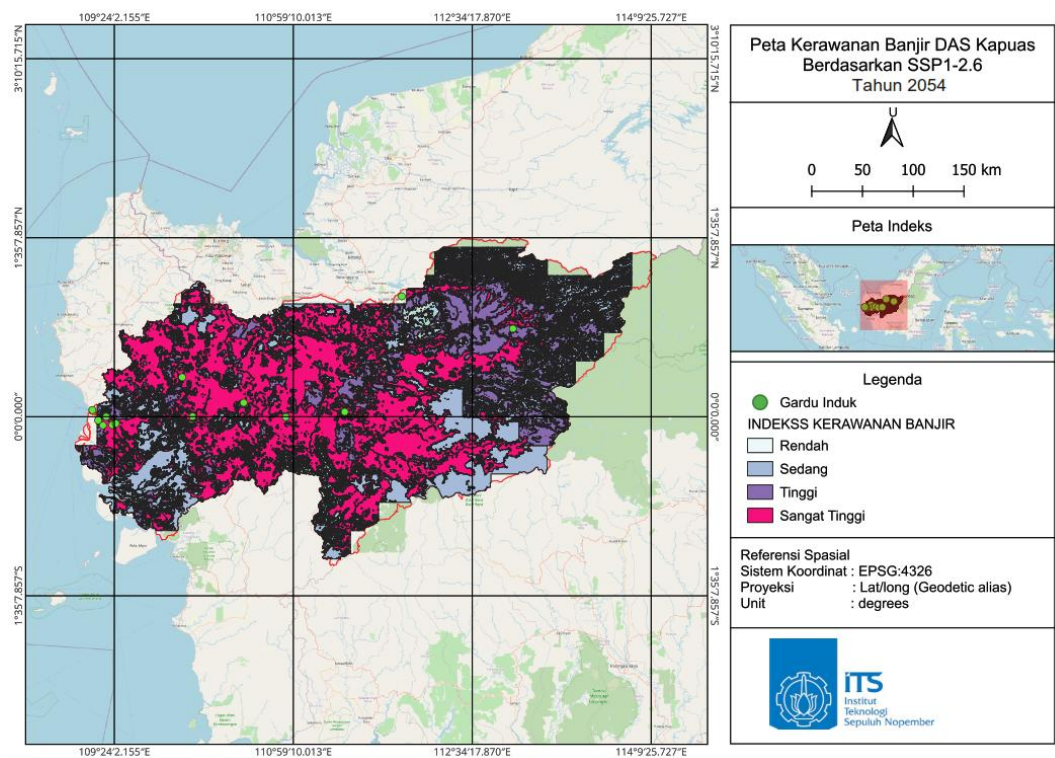 109°24'2.155"E 110°59'10.013"E 112°34'17.870"E 114°9'25.727"E
3°10'15.715"N
3°10'15.715"N
1°35'7.857"N
1°35'7.857"N
0°0'0.000"
0°0'0.000"
1°35'7.857"S
1°35'7.857"S
109°24'2.155"E 110°59'10.013"E 112°34'17.870"E 114°9'25.727"E
Peta Kerawanan Banjir DAS Kapuas
Berdasarkan SSP1-2.6
Tahun 2054
U
0 50 100 150 km
Peta Indeks
Legenda
Gardu Induk
INDEKSS KERAWANAN BANJIR
Rendah
Sedang
Tinggi
Sangat Tinggi
Referensi Spasial
Sistem Koordinat : EPSG:4326
Proyeksi : Lat/long (Geodetic alias)
Unit : degrees
iTS
Institut
Teknologi
Sepuluh Nopember